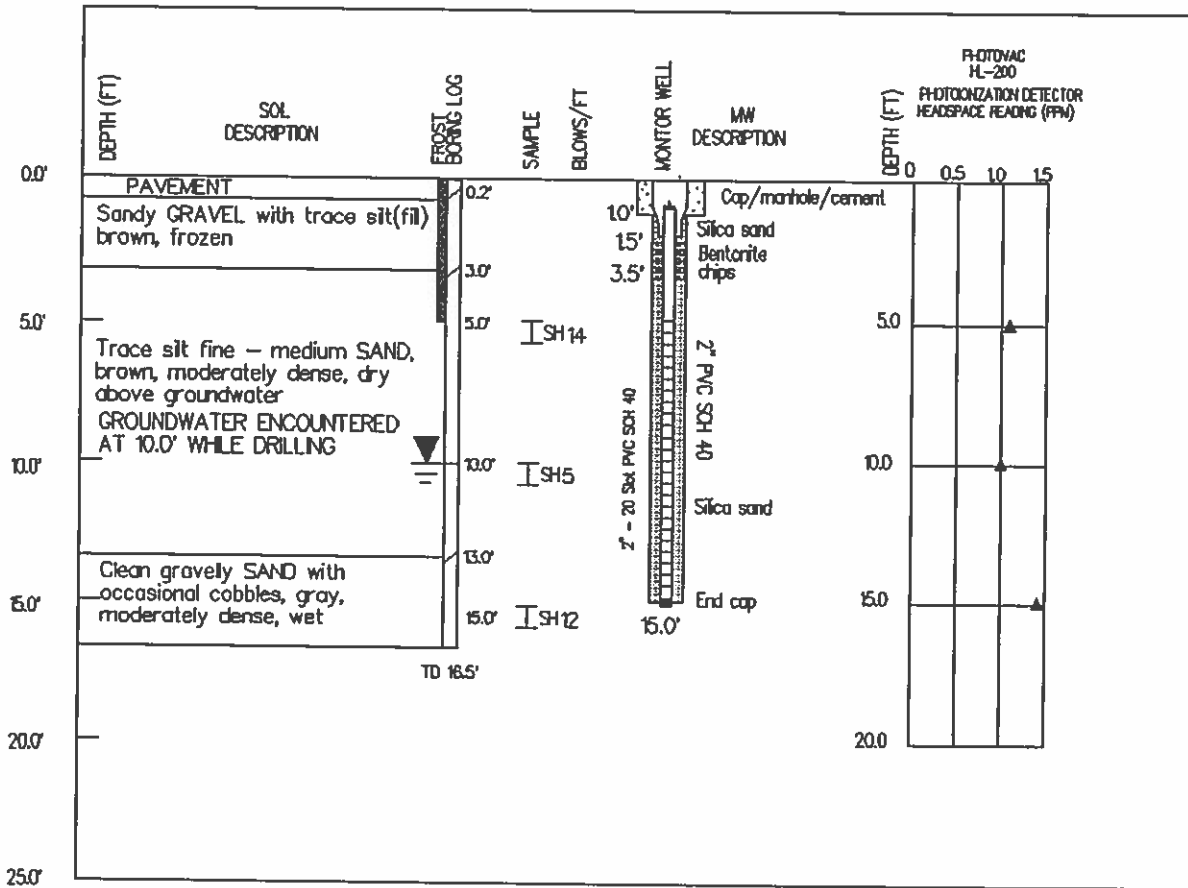 DEPTH (FT)
SOIL
DESCRIPTION
FROST
BORING LOG
SAMPLE
BLOWS/FT
MONITOR WELL
MW
DESCRIPTION
DEPTH (FT)
PHOTOVAC
HL-200
PHOTOIONIZATION DETECTOR
HEADSPACE READING (PPM)
0 0.5 1.0 1.5
0.0'
PAVEMENT
0.2'
Sandy GRAVEL with trace silt(fill)
brown, frozen
3.0'
Cap/manhole/cement
1.0'
Silica sand
1.5'
Bentonite
chips
3.5'
5.0'
5.0'
SH 14
5.0
Trace silt fine – medium SAND,
brown, moderately dense, dry
above groundwater
GROUNDWATER ENCOUNTERED
AT 10.0' WHILE DRILLING
2" PVC SCH 40
2" - 20 Slot PVC SCH 40
10.0'
10.0'
SH5
10.0
Silica sand
13.0'
Clean gravely SAND with
occasional cobbles, gray,
moderately dense, wet
15.0'
15.0'
SH12
End cap
15.0'
15.0
TD 16.5'
20.0'
20.0
25.0'